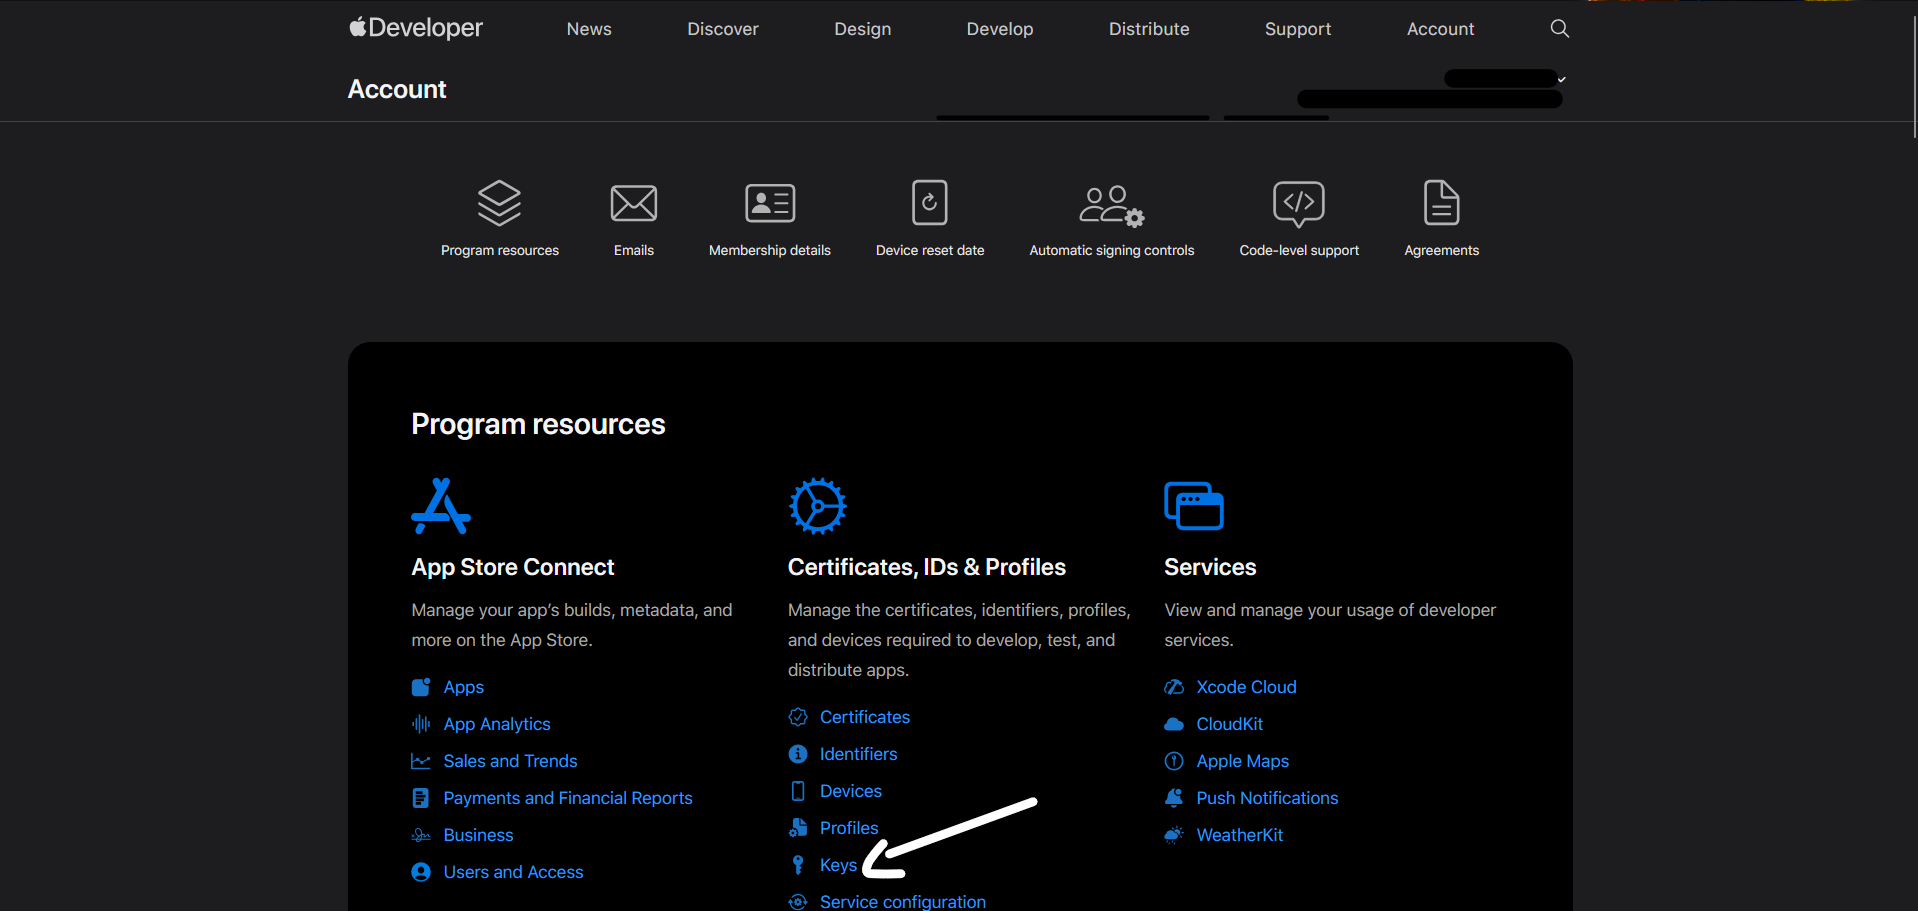 Developer
News
Discover
Design
Develop
Distribute
Support
Account
Account
Program resources
Emails
Membership details
Device reset date
Automatic signing controls
Code-level support
Agreements
Program resources
App Store Connect
Manage your app’s builds, metadata, and
more on the App Store.
Apps
App Analytics
Sales and Trends
Payments and Financial Reports
Business
Users and Access
Certificates, IDs & Profiles
Manage the certificates, identifiers, profiles,
and devices required to develop, test, and
distribute apps.
Certificates
Identifiers
Devices
Profiles
Keys
Service configuration
Services
View and manage your usage of developer
services.
Xcode Cloud
CloudKit
Apple Maps
Push Notifications
WeatherKit